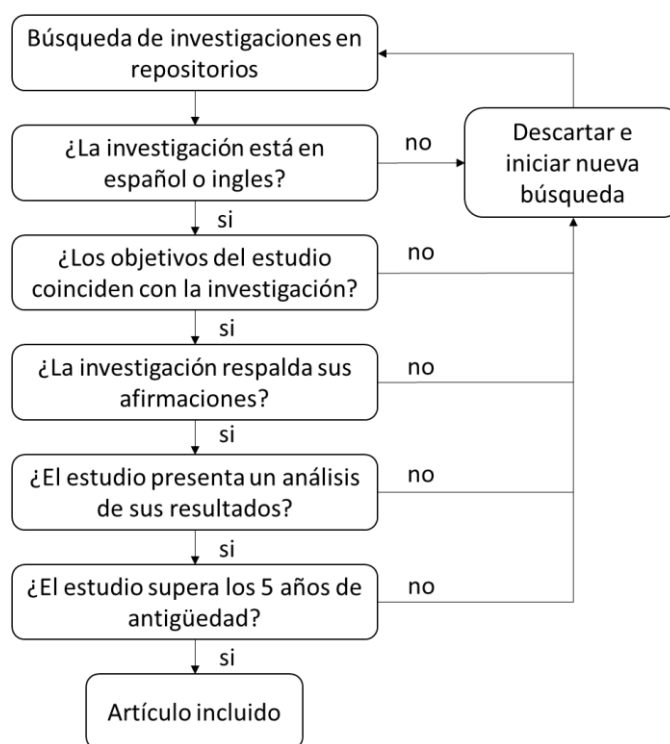 Búsqueda de investigaciones en
repositorios
¿La investigación está en
español o ingles?
no
Descartar e
iniciar nueva
búsqueda
si
¿Los objetivos del estudio
coinciden con la investigación?
no
si
¿La investigación respalda sus
afirmaciones?
no
si
¿El estudio presenta un análisis
de sus resultados?
no
si
¿El estudio supera los 5 años de
antigüedad?
no
si
Artículo incluido